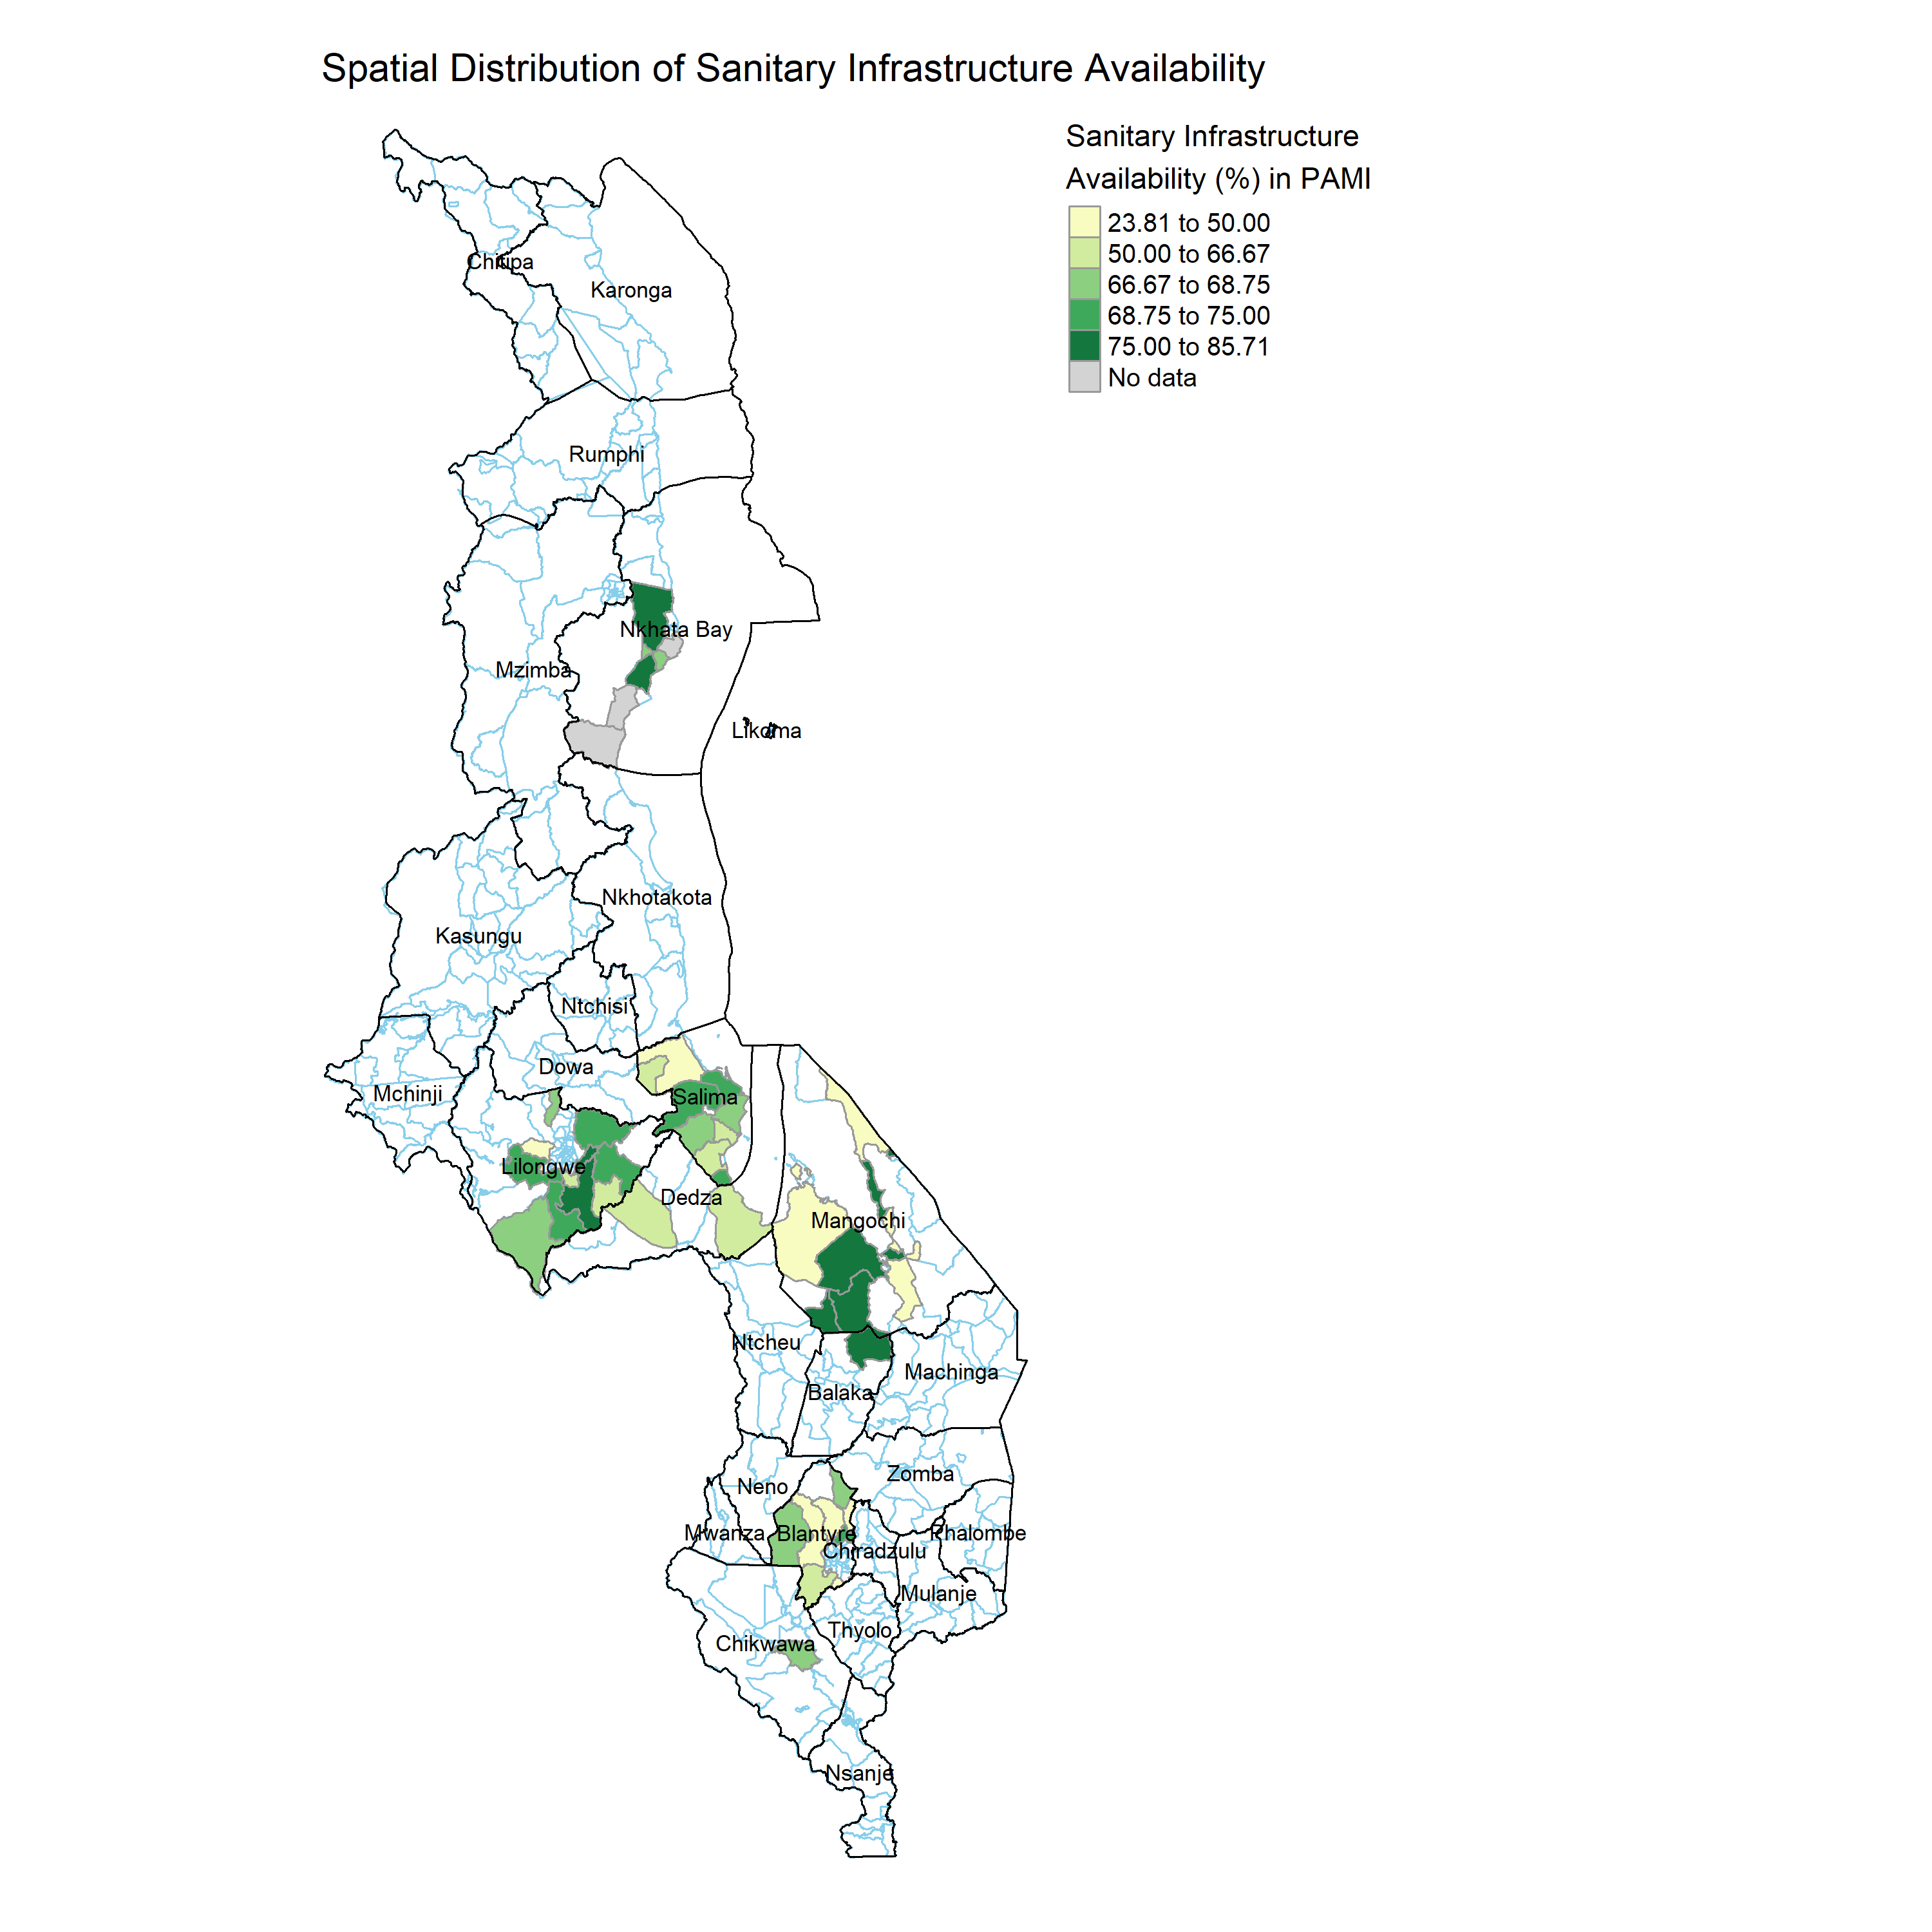 Spatial Distribution of Sanitary Infrastructure Availability
Sanitary Infrastructure
Availability (%) in PAMI
23.81 to 50.00
50.00 to 66.67
66.67 to 68.75
68.75 to 75.00
75.00 to 85.71
No data
Chitipa
Karonga
Rumphi
Nkhata Bay
Mzimba
Likoma
Nkhotakota
Kasungu
Ntchisi
Dowa
Mchinji
Salima
Lilongwe
Dedza
Mangochi
Ntcheu
Machinga
Balaka
Zomba
Neno
Mwanza
Blantyre
Phalombe
Chiradzulu
Mulanje
Thyolo
Chikwawa
Nsanje